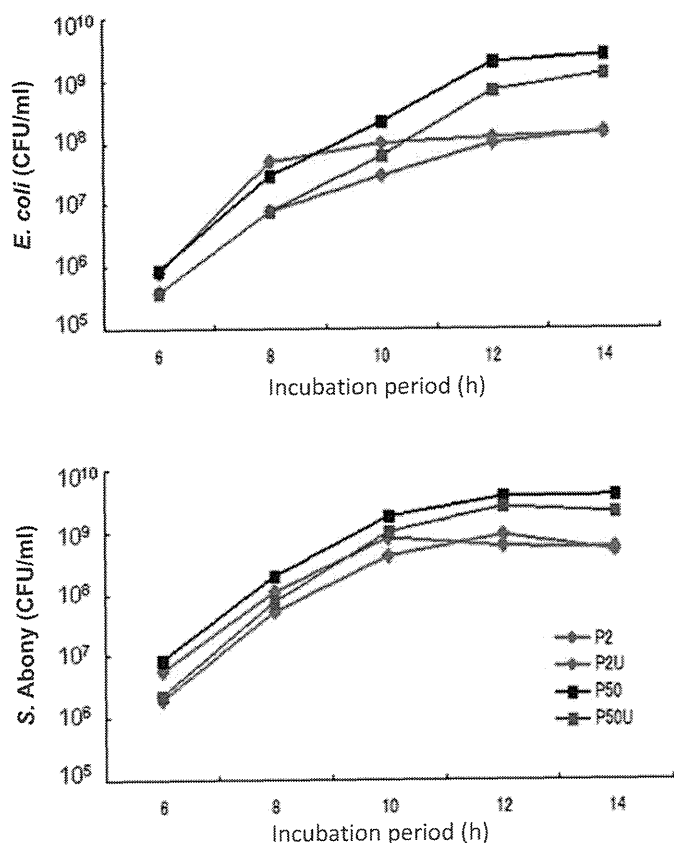 E. coli (CFU/ml)
10¹⁰
10⁹
10⁸
10⁷
10⁶
10⁵
6 8 10 12 14
Incubation period (h)
S. Abony (CFU/ml)
10¹⁰
10⁹
10⁸
10⁷
10⁶
10⁵
P2
P2U
P50
P50U
6 8 10 12 14
Incubation period (h)